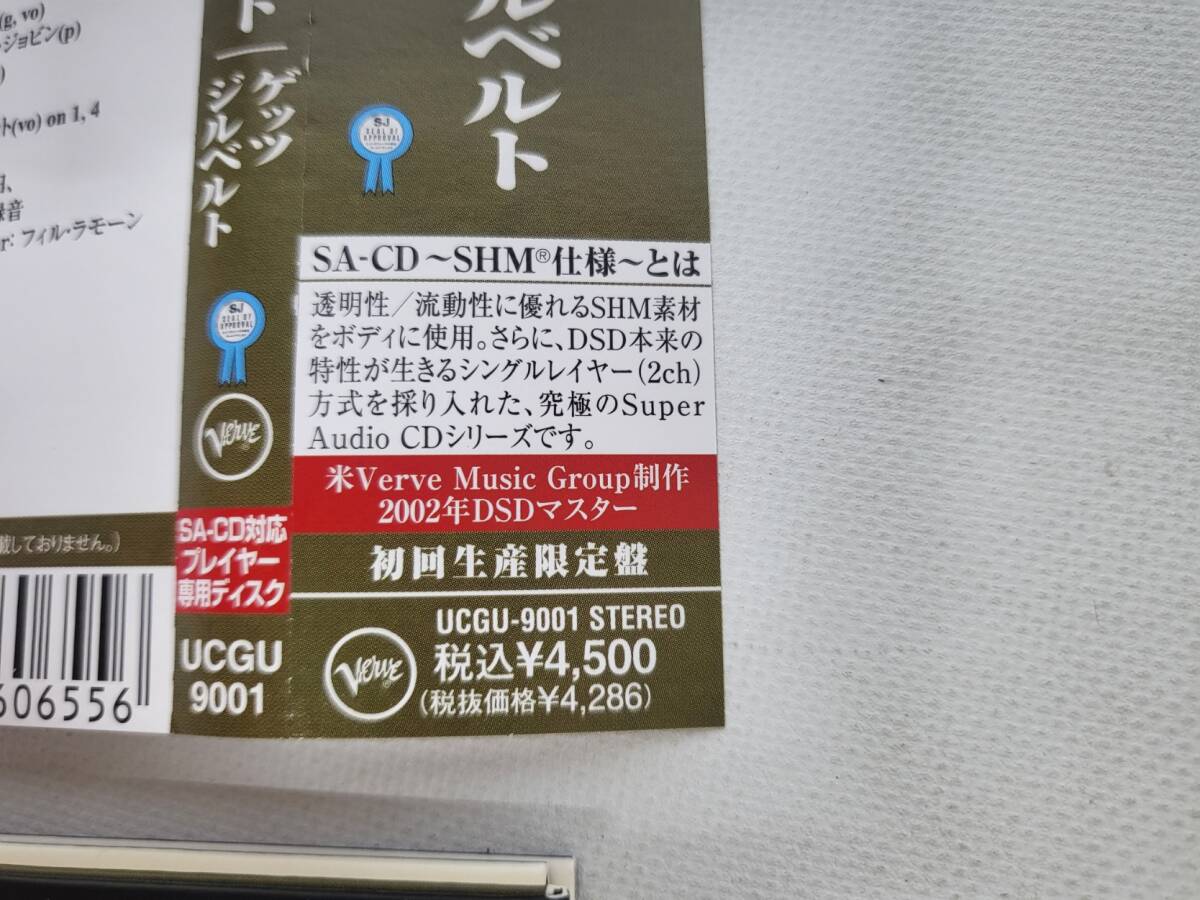 (g, vo)
・ジョビン(p)
ト(vo) on 1, 4
録音
r: フィル・ラモーン
載しておりません。)
606556
ト
ゲッツ
ジルベルト
SJ
SEAL OF
APPROVAL
Verve
SA-CD対応
プレイヤー
専用ディスク
UCGU
9001
ルベルト
SJ
SEAL OF
APPROVAL
SA-CD～SHM®仕様～とは
透明性／流動性に優れるSHM素材
をボディに使用。さらに、DSD本来の
特性が生きるシングルレイヤー(2ch)
方式を採り入れた、究極のSuper
Audio CDシリーズです。
米Verve Music Group制作
2002年DSDマスター
初回生産限定盤
Verve
UCGU-9001 STEREO
税込¥4,500
(税抜価格¥4,286)